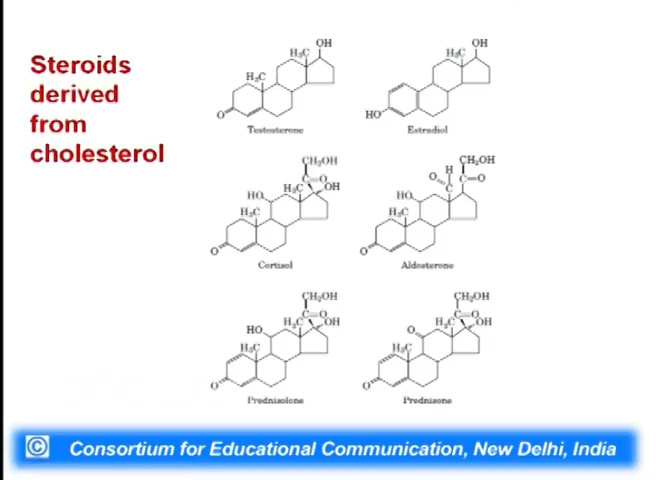 Steroids
derived
from
cholesterol
OH
H₃C
H₃C
O
Testosterone
OH
H₃C
HO
Estradiol
CH₂OH
C=O
H₃C
OH
HO
H₃C
O
Cortisol
CH₂OH
H
O
C
C=O
HO
H₃C
O
Aldosterone
CH₂OH
C=O
H₃C
OH
HO
H₃C
O
Prednisolone
CH₂OH
C=O
H₃C
OH
O
H₃C
O
Prednisone
© Consortium for Educational Communication, New Delhi, India